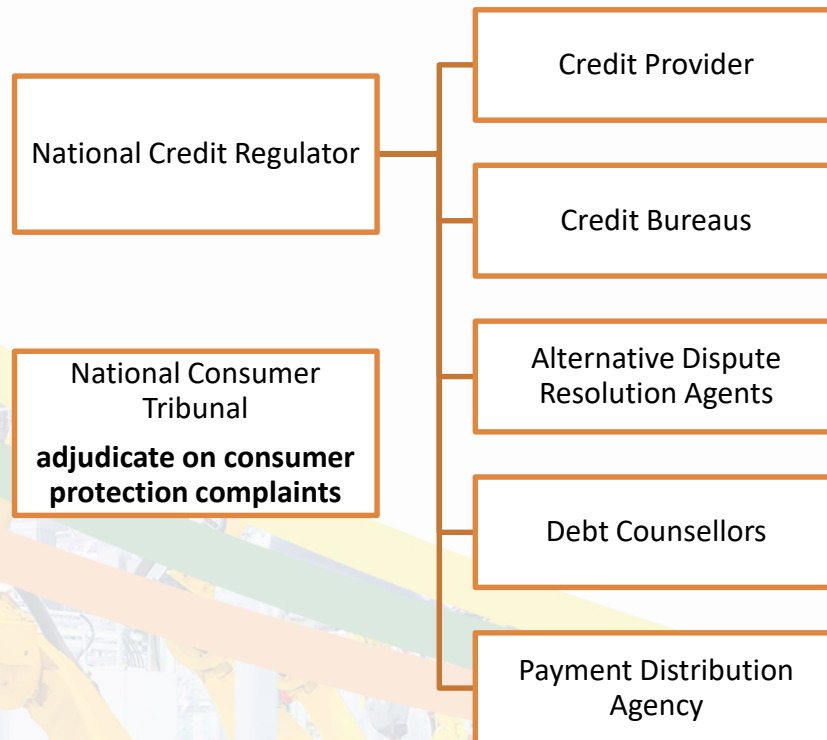 National Credit Regulator
National Consumer
Tribunal
adjudicate on consumer
protection complaints
Credit Provider
Credit Bureaus
Alternative Dispute
Resolution Agents
Debt Counsellors
Payment Distribution
Agency